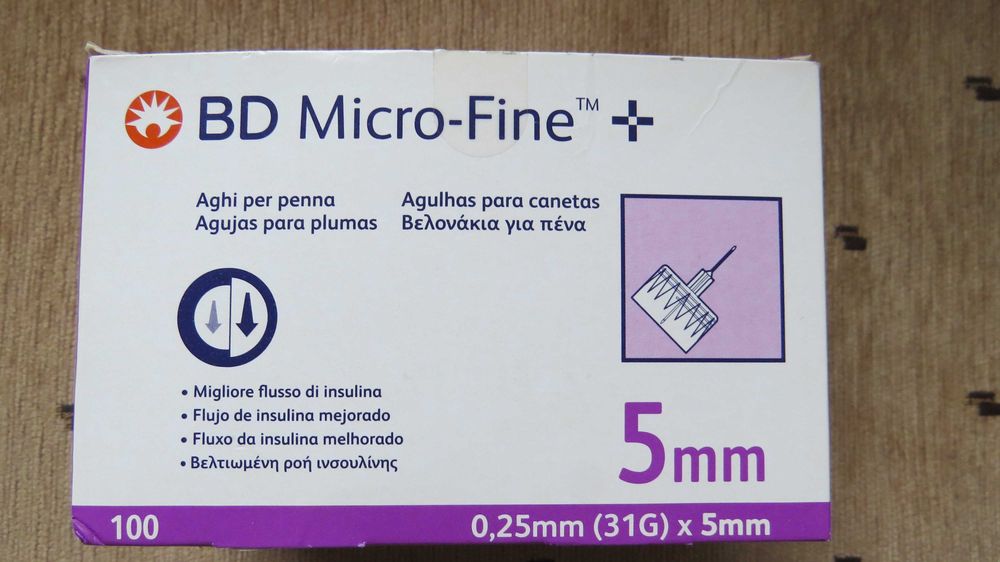 BD Micro-Fine™ +
Aghi per penna
Agujas para plumas
Agulhas para canetas
Βελονάκια για πένα
• Migliore flusso di insulina
• Flujo de insulina mejorado
• Fluxo da insulina melhorado
• Βελτιωμένη ροή ινσουλίνης
5mm
100
0,25mm (31G) x 5mm